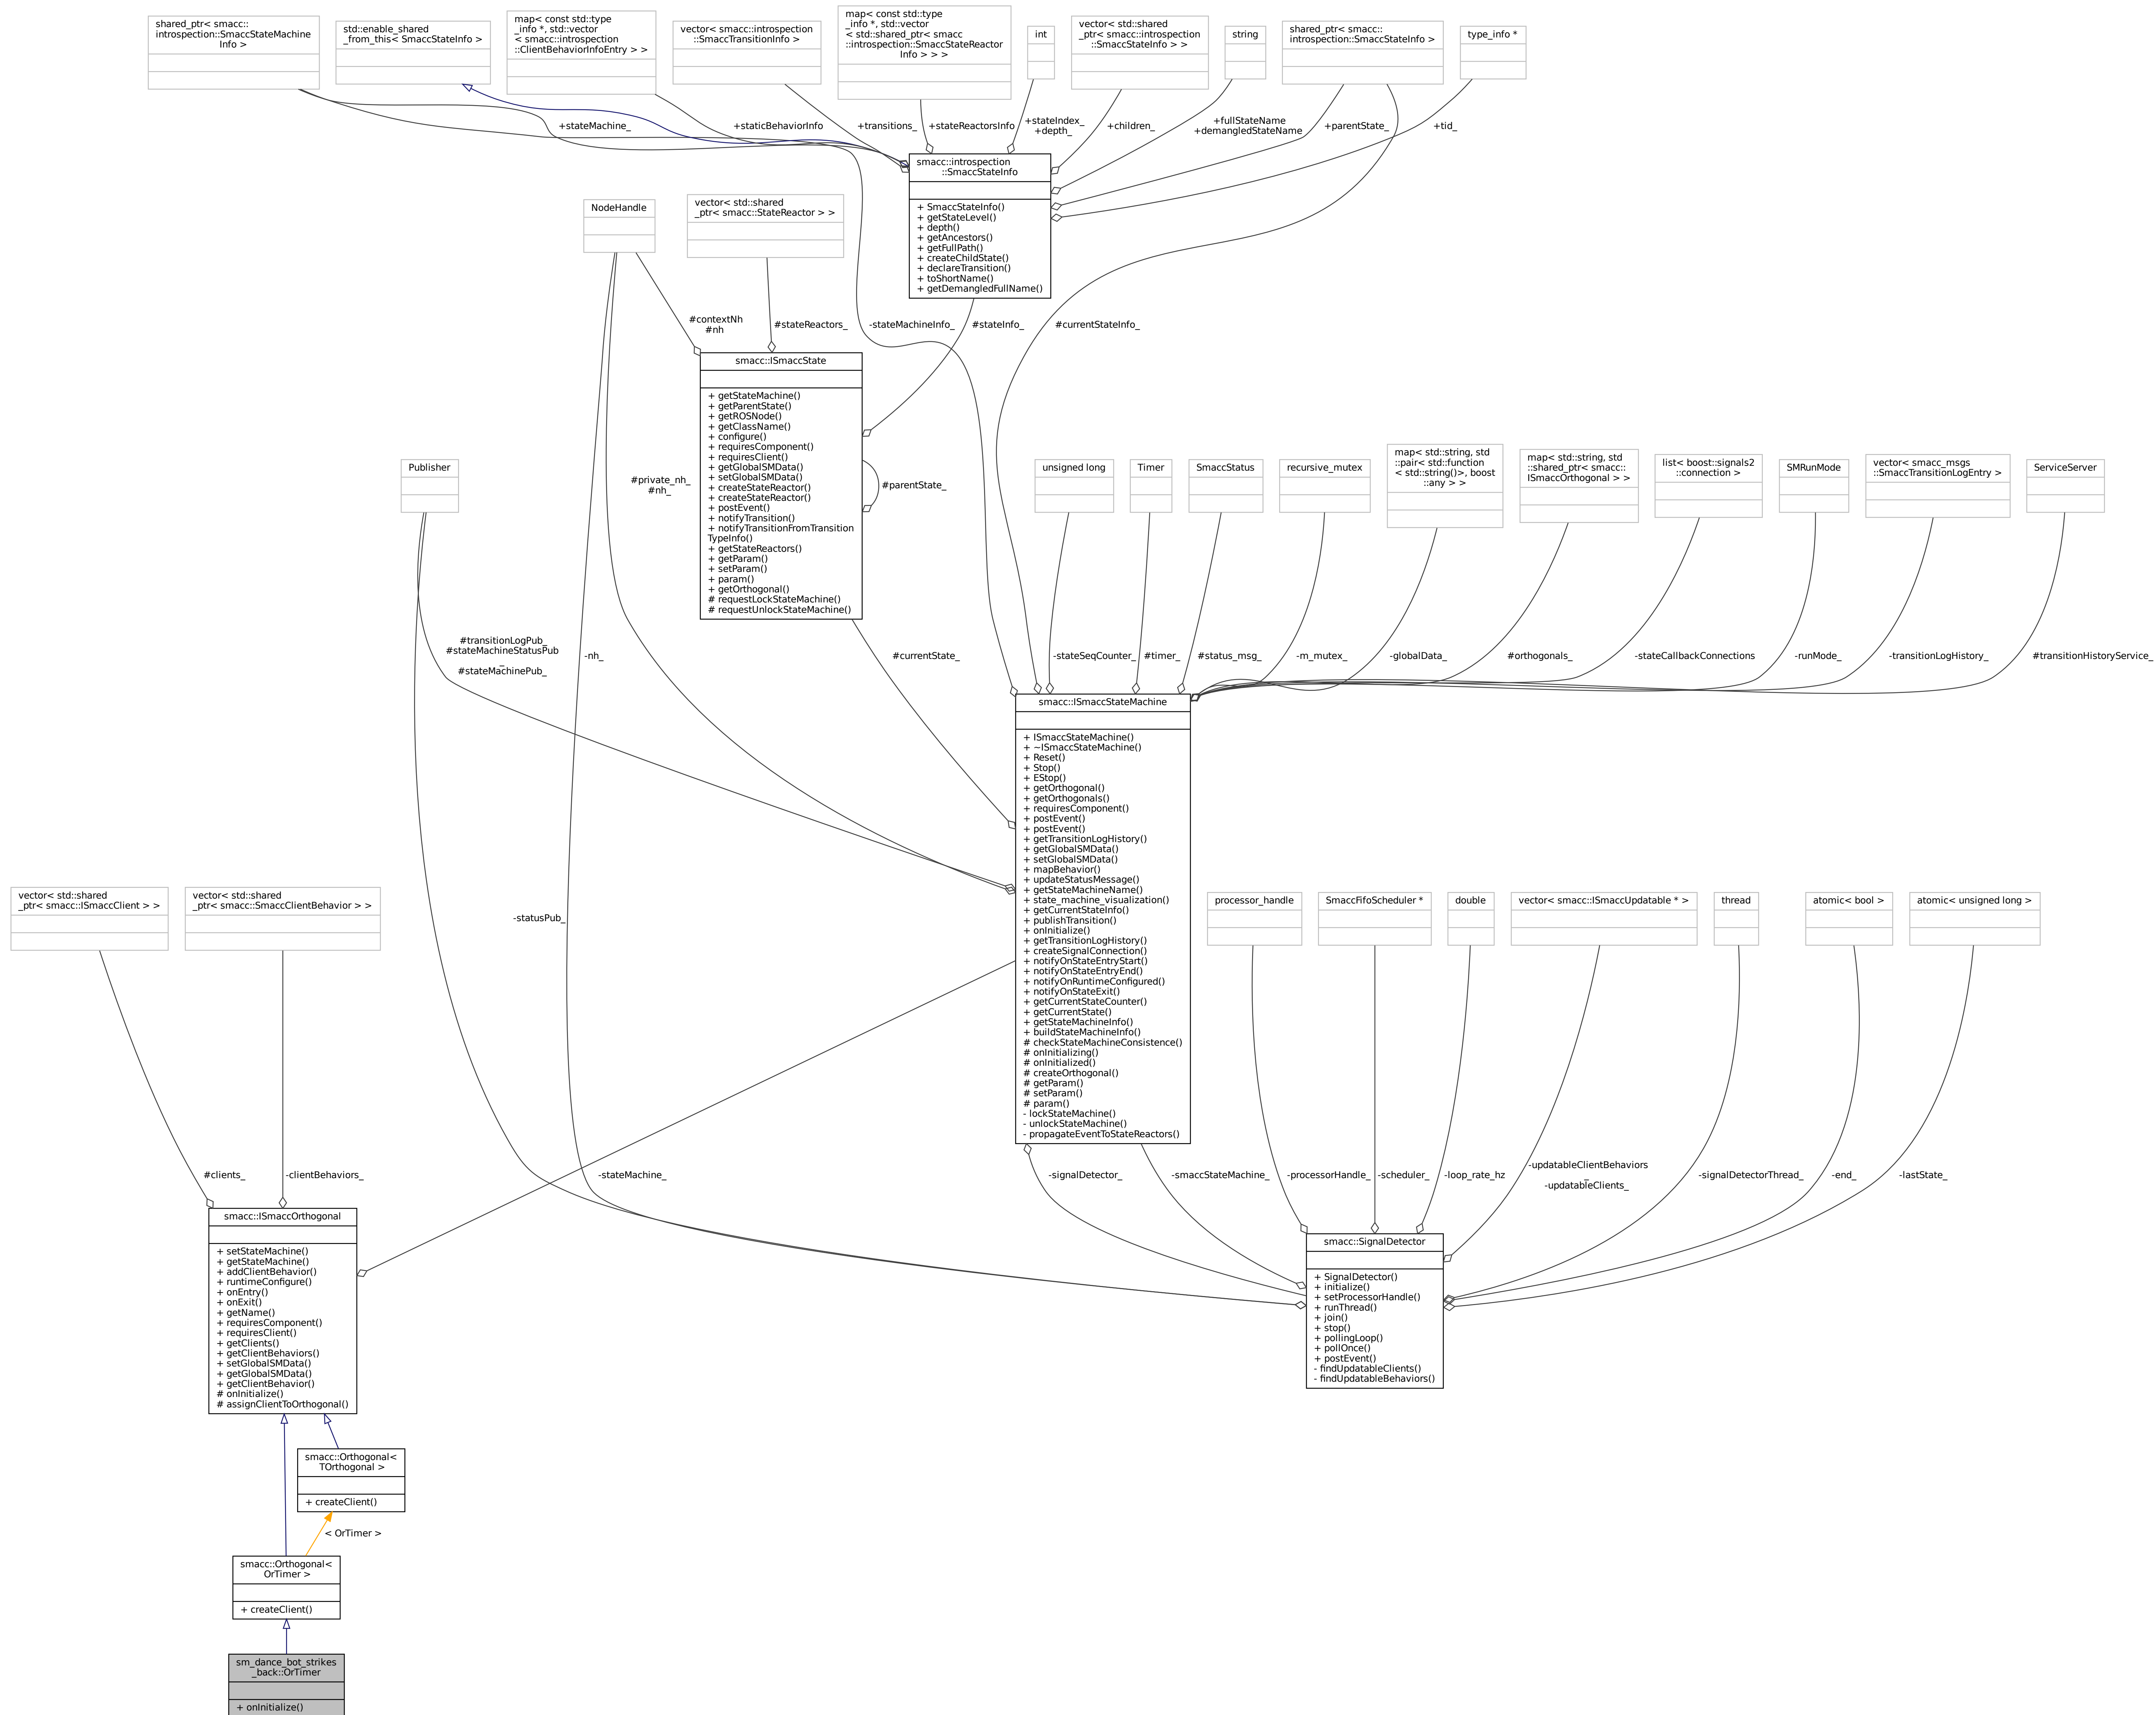 shared_ptr< smacc::
introspection::SmaccStateMachine
Info >
std::enable_shared
_from_this< SmaccStateInfo >
map< const std::type
_info *, std::vector
< smacc::introspection
::ClientBehaviorInfoEntry > >
vector< smacc::introspection
::SmaccTransitionInfo >
map< const std::type
_info *, std::vector
< std::shared_ptr< smacc
::introspection::SmaccStateReactor
Info > > >
int
vector< std::shared
_ptr< smacc::introspection
::SmaccStateInfo > >
string
shared_ptr< smacc::
introspection::SmaccStateInfo >
type_info *
+stateMachine_
+staticBehaviorInfo
+transitions_
+stateReactorsInfo
+stateIndex_
+depth_
+children_
+fullStateName
+demangledStateName
+parentState_
+tid_
smacc::introspection
::SmaccStateInfo
+ SmaccStateInfo()
+ getStateLevel()
+ depth()
+ getAncestors()
+ getFullPath()
+ createChildState()
+ declareTransition()
+ toShortName()
+ getDemangledFullName()
NodeHandle
vector< std::shared
_ptr< smacc::StateReactor > >
#contextNh
#nh
#stateReactors_
-stateMachineInfo_
#stateInfo_
#currentStateInfo_
smacc::ISmaccState
+ getStateMachine()
+ getParentState()
+ getROSNode()
+ getClassName()
+ configure()
+ requiresComponent()
+ requiresClient()
+ getGlobalSMData()
+ setGlobalSMData()
+ createStateReactor()
+ createStateReactor()
+ postEvent()
+ notifyTransition()
+ notifyTransitionFromTransition
TypeInfo()
+ getStateReactors()
+ getParam()
+ setParam()
+ param()
+ getOrthogonal()
# requestLockStateMachine()
# requestUnlockStateMachine()
#parentState_
#private_nh_
#nh_
Publisher
unsigned long
Timer
SmaccStatus
recursive_mutex
map< std::string, std
::pair< std::function
< std::string()>, boost
::any > >
map< std::string, std
::shared_ptr< smacc::
ISmaccOrthogonal > >
list< boost::signals2
::connection >
SMRunMode
vector< smacc_msgs
::SmaccTransitionLogEntry >
ServiceServer
#transitionLogPub_
#stateMachineStatusPub
_
#stateMachinePub_
-nh_
#currentState_
-stateSeqCounter_
#timer_
#status_msg_
-m_mutex_
-globalData_
#orthogonals_
-stateCallbackConnections
-runMode_
-transitionLogHistory_
#transitionHistoryService_
smacc::ISmaccStateMachine
+ ISmaccStateMachine()
+ ~ISmaccStateMachine()
+ Reset()
+ Stop()
+ EStop()
+ getOrthogonal()
+ getOrthogonals()
+ requiresComponent()
+ postEvent()
+ postEvent()
+ getTransitionLogHistory()
+ getGlobalSMData()
+ setGlobalSMData()
+ mapBehavior()
+ updateStatusMessage()
+ getStateMachineName()
+ state_machine_visualization()
+ getCurrentStateInfo()
+ publishTransition()
+ onInitialize()
+ getTransitionLogHistory()
+ createSignalConnection()
+ notifyOnStateEntryStart()
+ notifyOnStateEntryEnd()
+ notifyOnRuntimeConfigured()
+ notifyOnStateExit()
+ getCurrentStateCounter()
+ getCurrentState()
+ getStateMachineInfo()
+ buildStateMachineInfo()
# checkStateMachineConsistence()
# onInitializing()
# onInitialized()
# createOrthogonal()
# getParam()
# setParam()
# param()
- lockStateMachine()
- unlockStateMachine()
- propagateEventToStateReactors()
vector< std::shared
_ptr< smacc::ISmaccClient > >
vector< std::shared
_ptr< smacc::SmaccClientBehavior > >
-statusPub_
processor_handle
SmaccFifoScheduler *
double
vector< smacc::ISmaccUpdatable * >
thread
atomic< bool >
atomic< unsigned long >
#clients_
-clientBehaviors_
-stateMachine_
-signalDetector_
-smaccStateMachine_
-processorHandle_
-scheduler_
-loop_rate_hz
-updatableClientBehaviors
_
-updatableClients_
-signalDetectorThread_
-end_
-lastState_
smacc::ISmaccOrthogonal
+ setStateMachine()
+ getStateMachine()
+ addClientBehavior()
+ runtimeConfigure()
+ onEntry()
+ onExit()
+ getName()
+ requiresComponent()
+ requiresClient()
+ getClients()
+ getClientBehaviors()
+ setGlobalSMData()
+ getGlobalSMData()
+ getClientBehavior()
# onInitialize()
# assignClientToOrthogonal()
smacc::SignalDetector
+ SignalDetector()
+ initialize()
+ setProcessorHandle()
+ runThread()
+ join()
+ stop()
+ pollingLoop()
+ pollOnce()
+ postEvent()
- findUpdatableClients()
- findUpdatableBehaviors()
smacc::Orthogonal<
TOrthogonal >
+ createClient()
< OrTimer >
smacc::Orthogonal<
OrTimer >
+ createClient()
sm_dance_bot_strikes
_back::OrTimer
+ onInitialize()